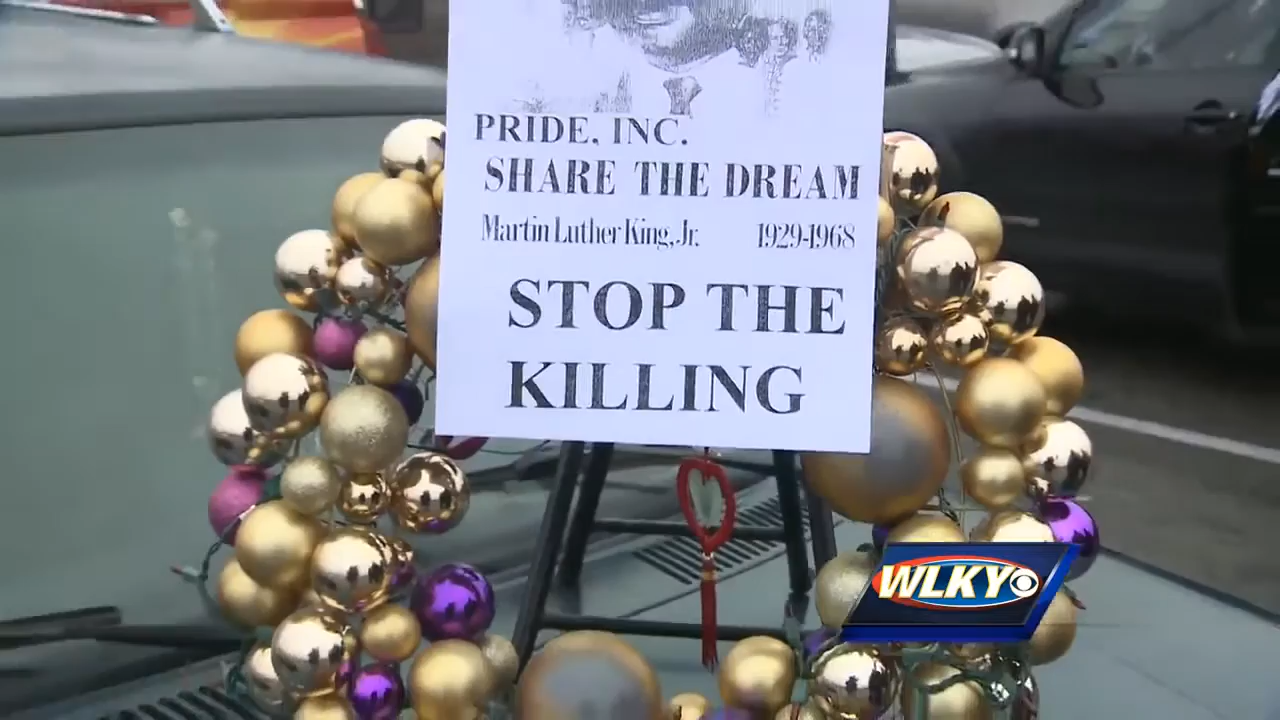 PRIDE, INC.
SHARE THE DREAM
Martin Luther King, Jr. 1929-1968
STOP THE
KILLING
WLKY